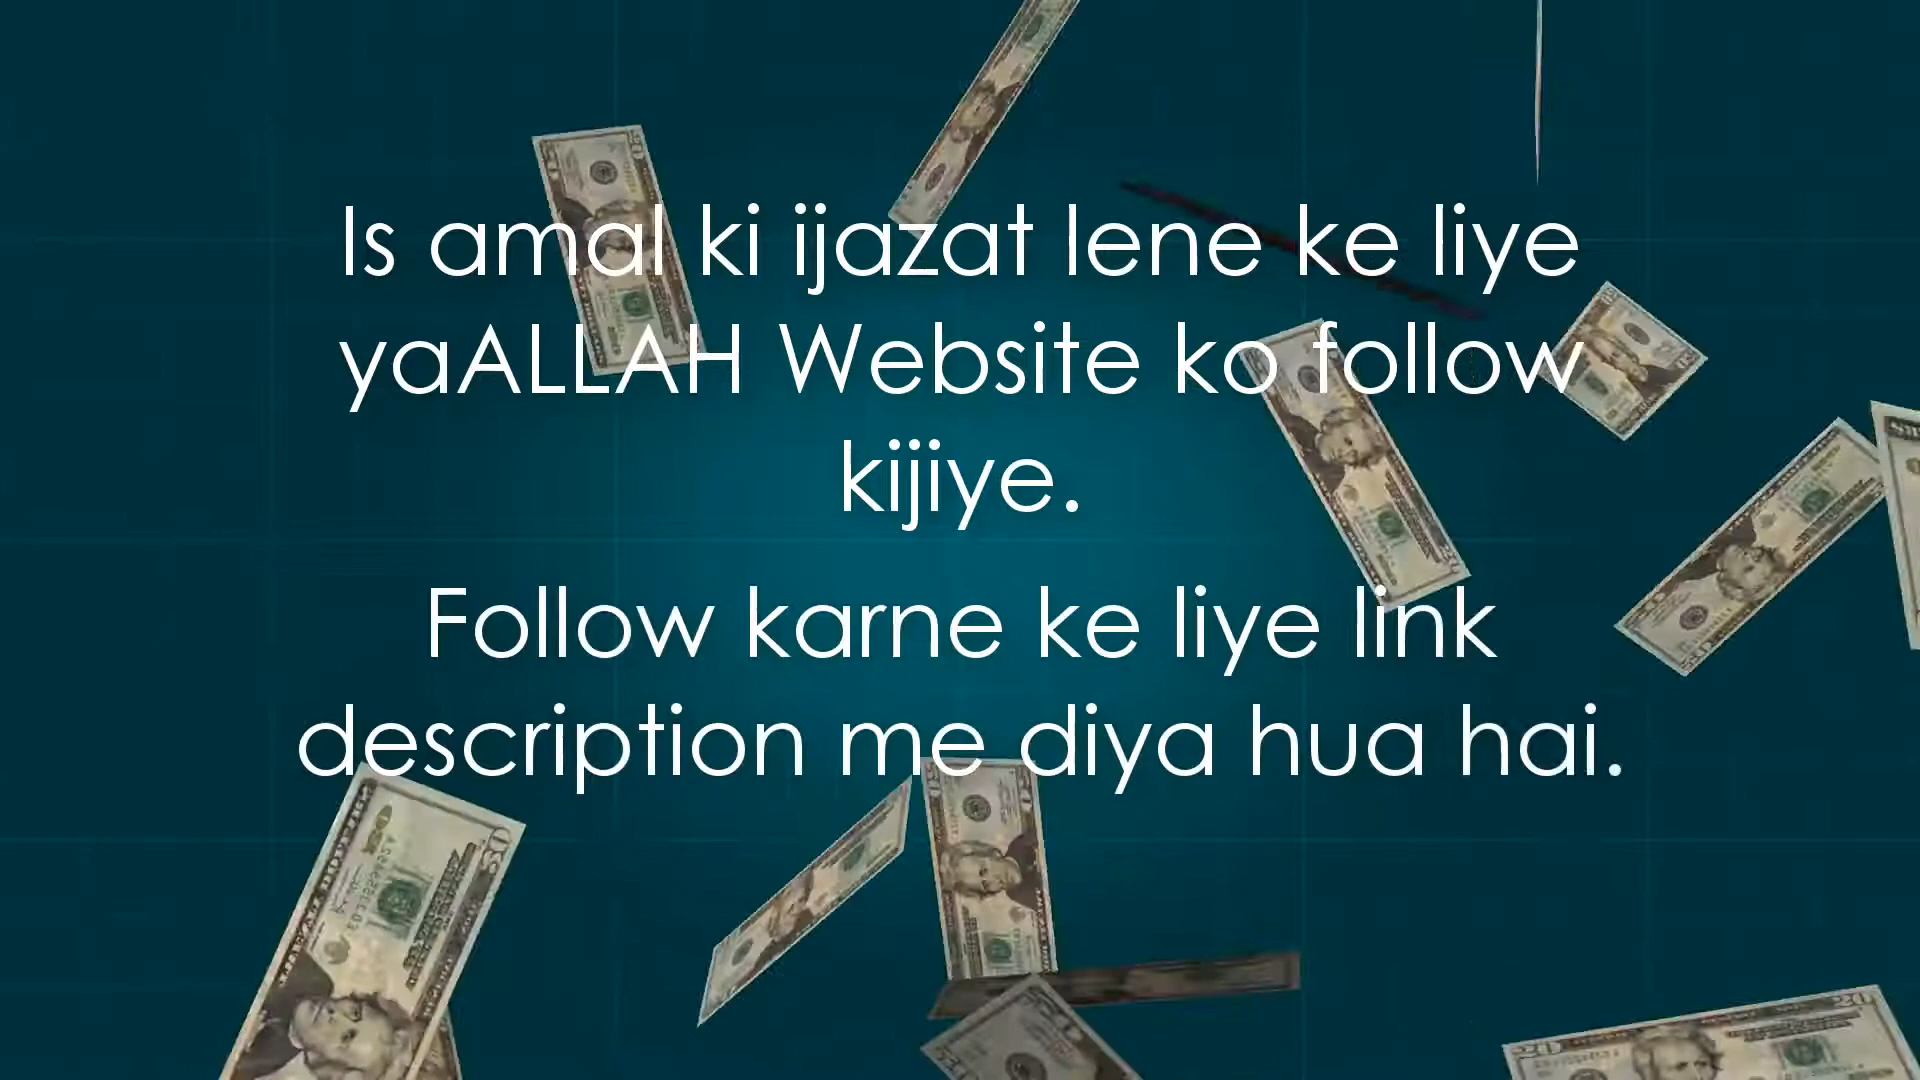 Is amal ki ijazat lene ke liye
yaALLAH Website ko follow
kijiye.
Follow karne ke liye link
description me diya hua hai.